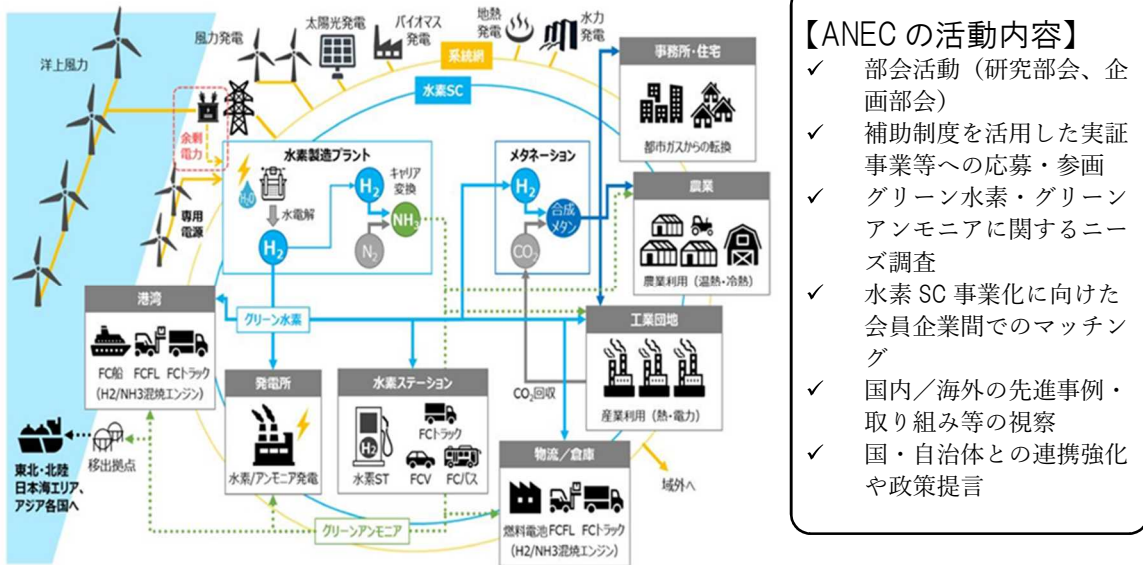 洋上風力
風力発電
太陽光発電
バイオマス
発電
地熱
発電
水力
発電
系統網
水素SC
余剰
電力
専用
電源
水素製造プラント
H₂O
水電解
H₂
H₂
キャリア
変換
NH₃
N₂
メタネーション
H₂
合成
メタン
CO₂
事務所・住宅
都市ガスからの転換
農業
農業利用（温熱・冷熱）
工業団地
産業利用（熱・電力）
CO₂回収
港湾
FC船 FCFL FCトラック
(H2/NH3混焼エンジン)
グリーン水素
発電所
水素/アンモニア発電
水素ステーション
H₂
FCトラック
水素ST FCV FCバス
物流／倉庫
燃料電池 FCFL FCトラック
(H2/NH3混焼エンジン)
域外へ
移出拠点
東北・北陸
日本海エリア、
アジア各国へ
グリーンアンモニア
【ANEC の活動内容】
✓ 部会活動（研究部会、企
画部会）
✓ 補助制度を活用した実証
事業等への応募・参画
✓ グリーン水素・グリーン
アンモニアに関するニー
ズ調査
✓ 水素 SC 事業化に向けた
会員企業間でのマッチン
グ
✓ 国内／海外の先進事例・
取り組み等の視察
✓ 国・自治体との連携強化
や政策提言